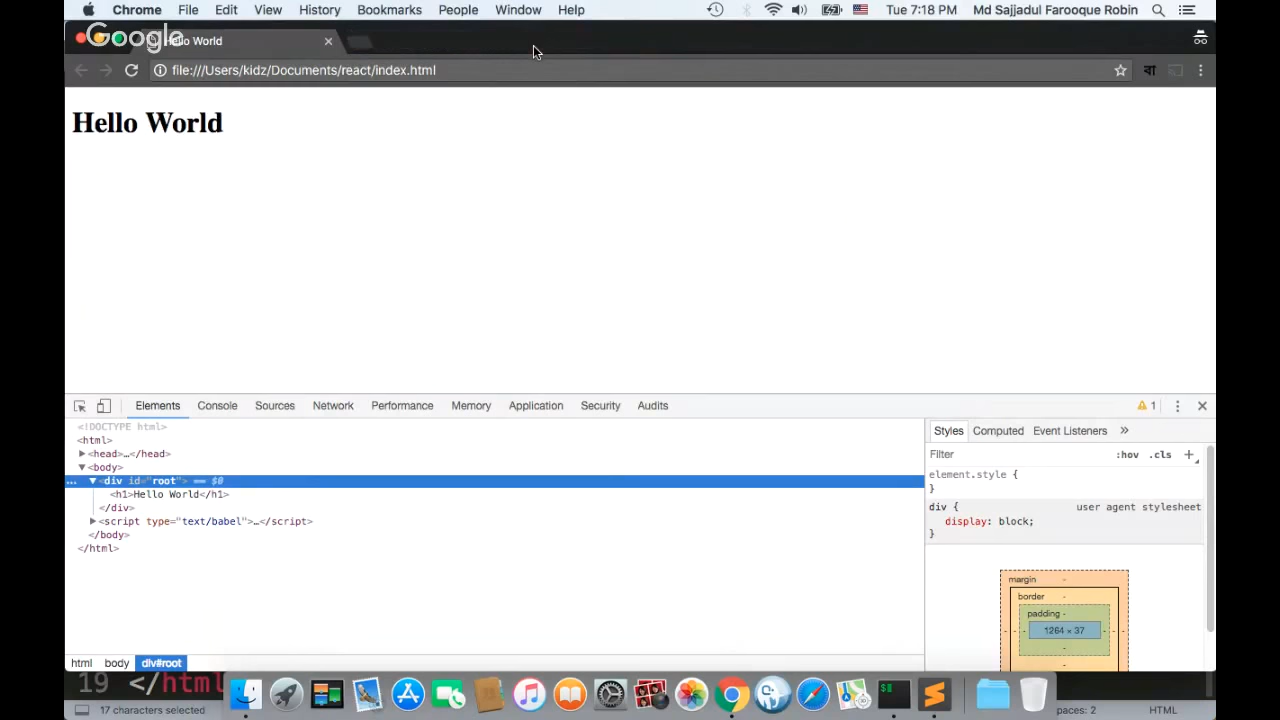 Chrome File Edit View History Bookmarks People Window Help Tue 7:18 PM Md Sajjadul Farooque Robin
Google
Hello World
file:///Users/kidz/Documents/react/index.html বা
Hello World
Elements Console Sources Network Performance Memory Application Security Audits 1
<!DOCTYPE html>
<html>
<head>…</head>
<body>
... <div id="root"> == $0
<h1>Hello World</h1>
</div>
<script type="text/babel">…</script>
</body>
</html>
Styles Computed Event Listeners »
Filter :hov .cls +
element.style {
}
div { user agent stylesheet
display: block;
}
margin -
border -
padding -
- - - 1264 × 37 - - -
-
-
html body div#root
19 </html
17 characters selected
paces: 2 HTML